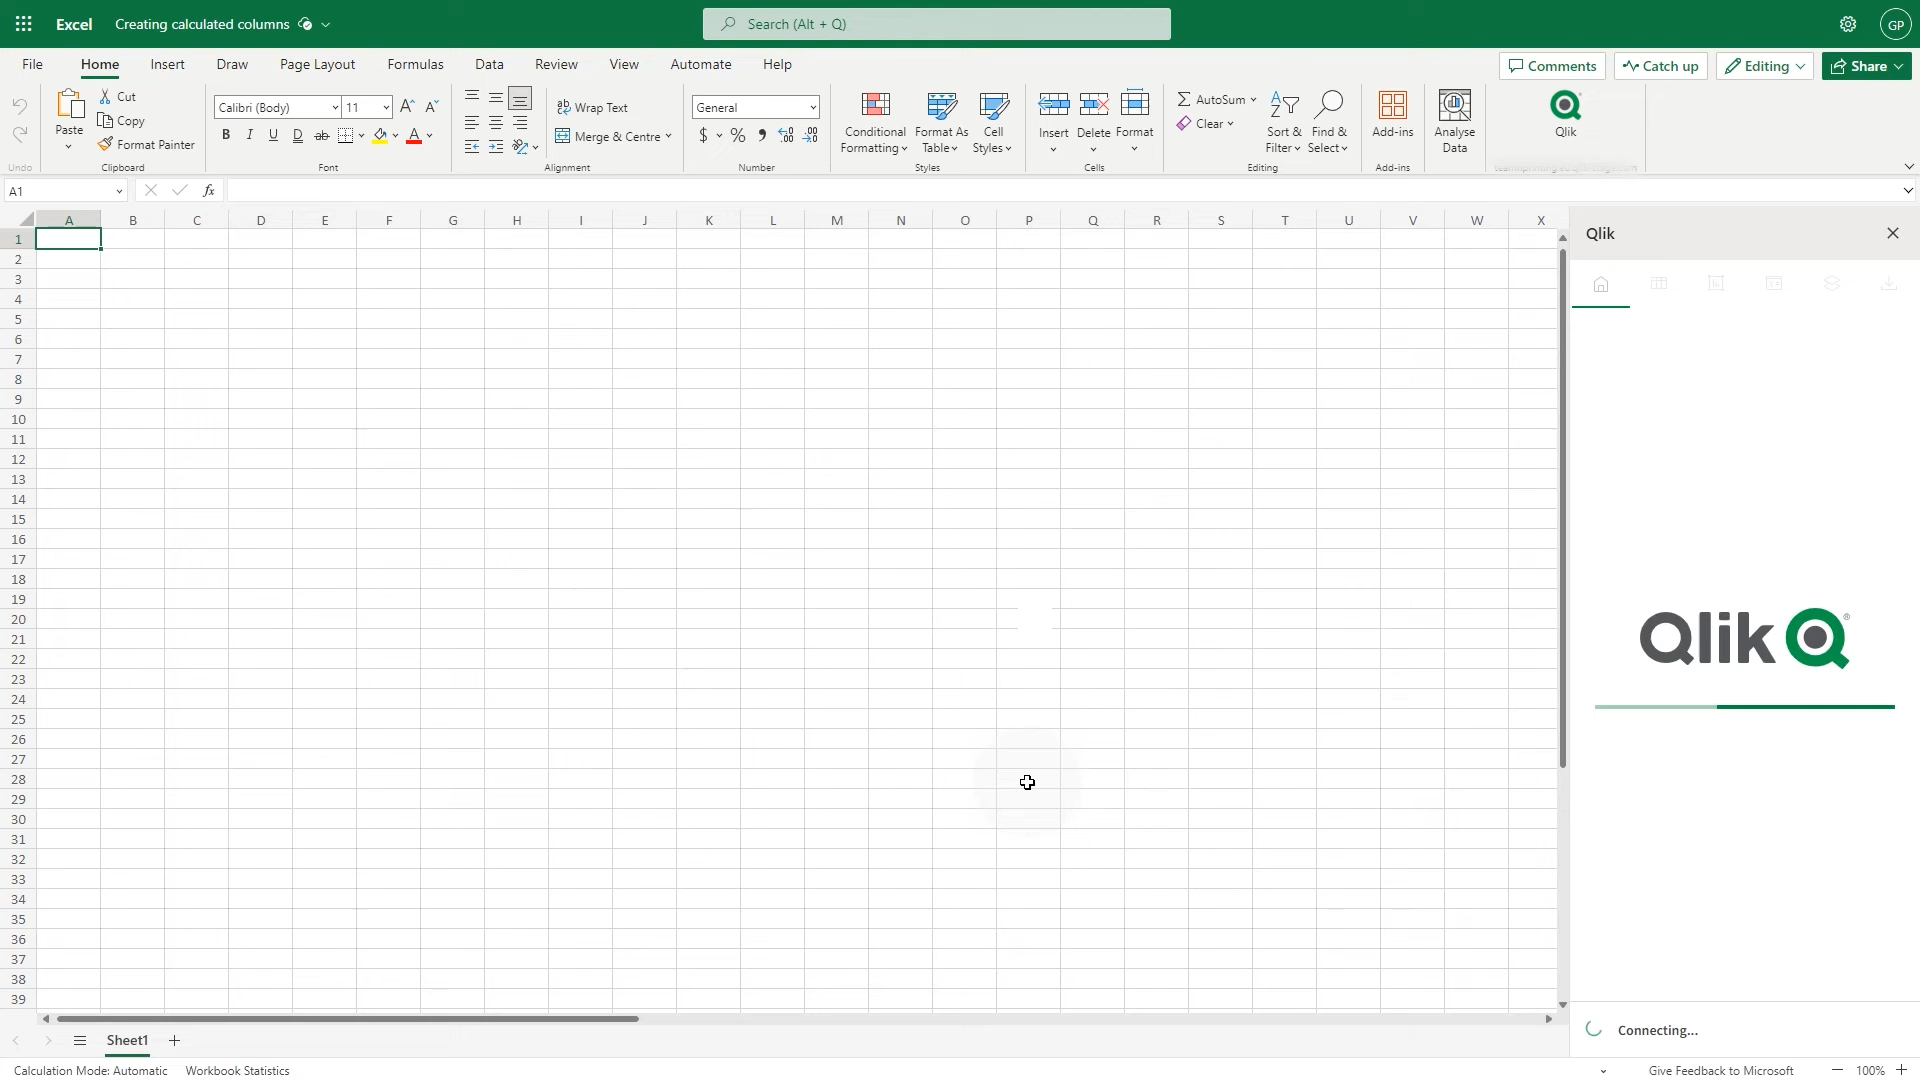 Excel Creating calculated columns Search (Alt + Q) GP
File Home Insert Draw Page Layout Formulas Data Review View Automate Help Comments Catch up Editing Share
Paste Cut
Copy
Format Painter
Calibri (Body) 11
B I U D ab A
Wrap Text
Merge & Centre
General
$ % 9
Conditional Formatting Format As Table Cell Styles
Insert Delete Format
AutoSum
Clear
Sort & Filter Find & Select
Add-ins
Analyse Data
Qlik
Undo Clipboard Font Alignment Number Styles Cells Editing Add-ins
A1 fx
A B C D E F G H I J K L M N O P Q R S T U V W X
1
2
3
4
5
6
7
8
9
10
11
12
13
14
15
16
17
18
19
20
21
22
23
24
25
26
27
28
29
30
31
32
33
34
35
36
37
38
39
Qlik
Qlik
Connecting...
Sheet1
Calculation Mode: Automatic Workbook Statistics Give Feedback to Microsoft 100%